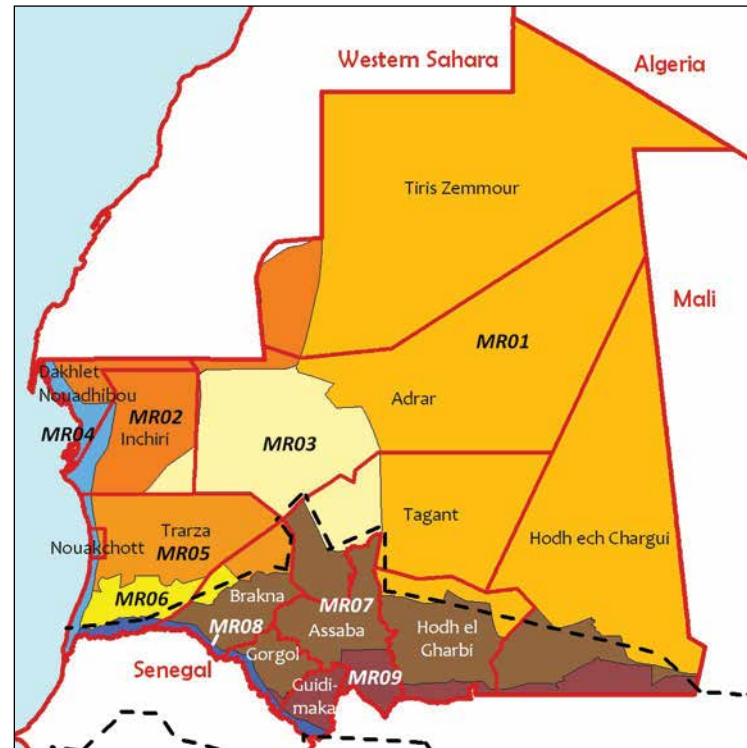 Western Sahara
Algeria
Tiris Zemmour
Mali
MR01
Dakhlet
Nouadhibou
Adrar
MR02
MR04
Inchiri
MR03
Tagant
Trarza
Nouakchott
MR05
Hodh ech Chargui
MR06
Brakna
MR07
MR08
Assaba
Hodh el
Gharbi
Gorgol
Senegal
MR09
Guidi-
maka